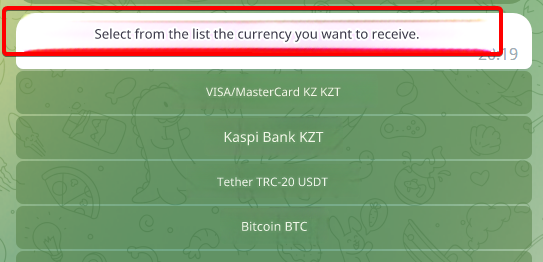 Select from the list the currency you want to receive.
20:19
VISA/MasterCard KZ KZT
Kaspi Bank KZT
Tether TRC-20 USDT
Bitcoin BTC